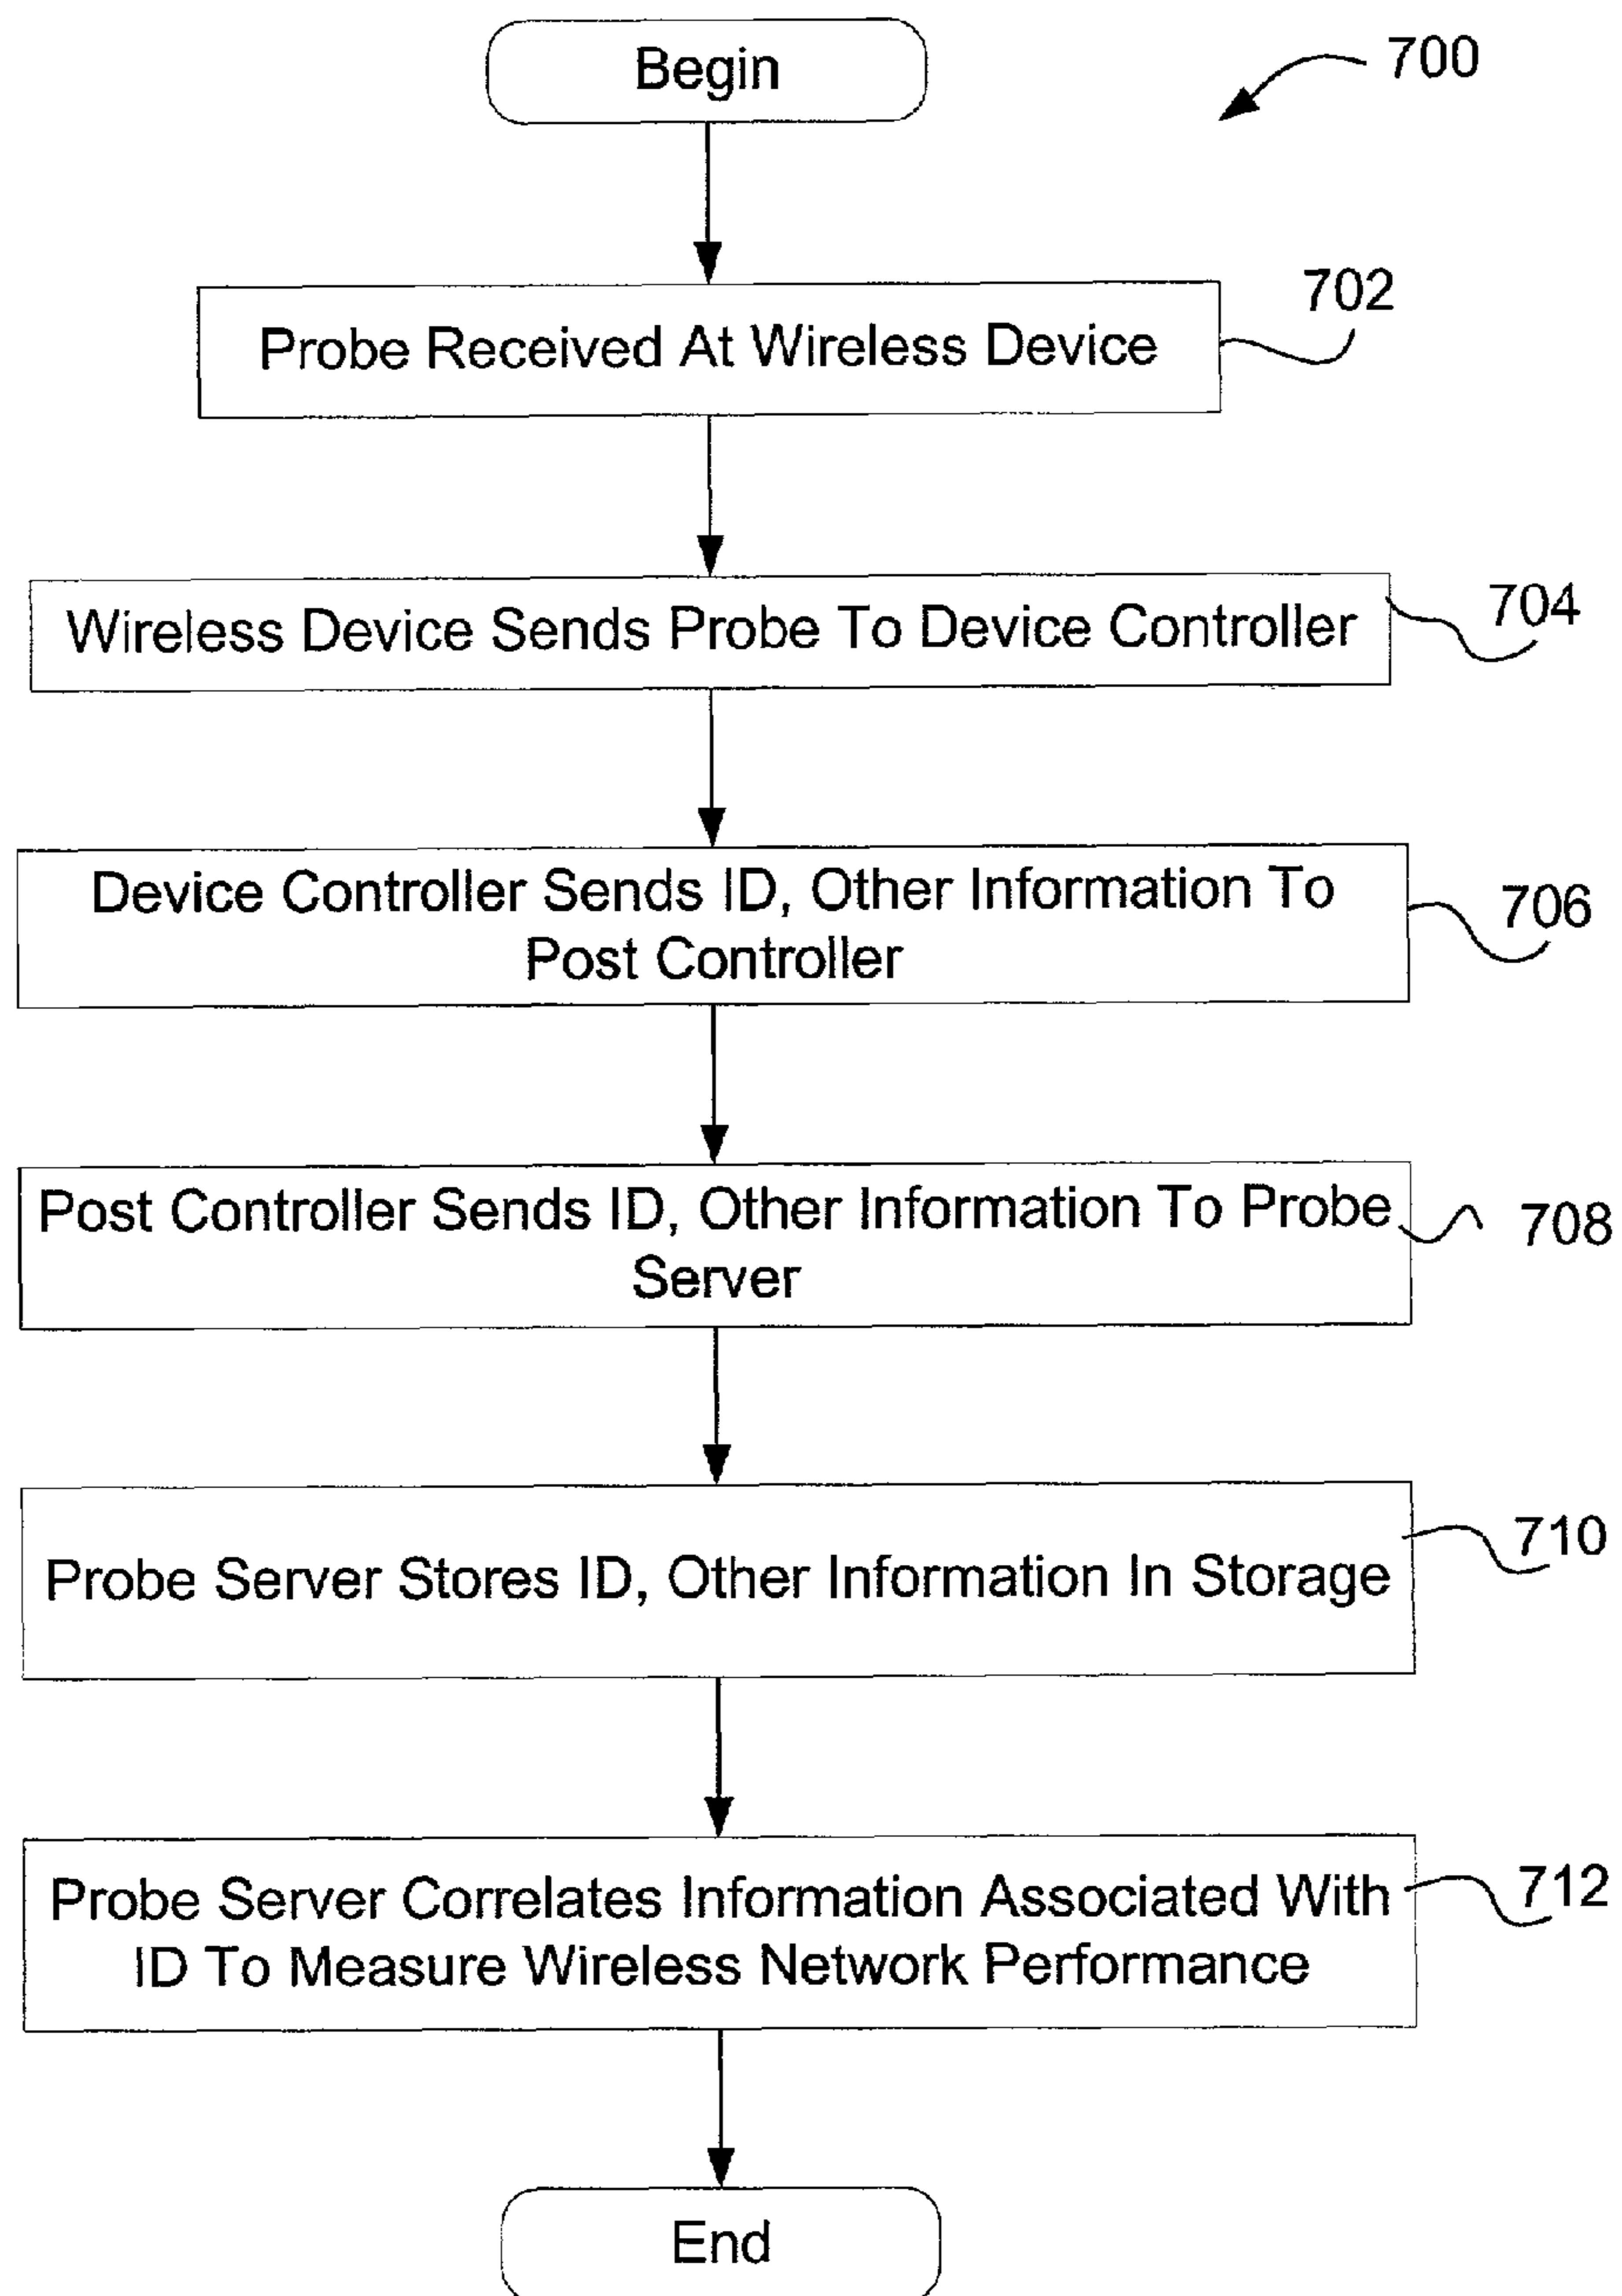 Begin
700
Probe Received At Wireless Device
702
Wireless Device Sends Probe To Device Controller
704
Device Controller Sends ID, Other Information To
Post Controller
706
Post Controller Sends ID, Other Information To Probe
Server
708
Probe Server Stores ID, Other Information In Storage
710
Probe Server Correlates Information Associated With
ID To Measure Wireless Network Performance
712
End